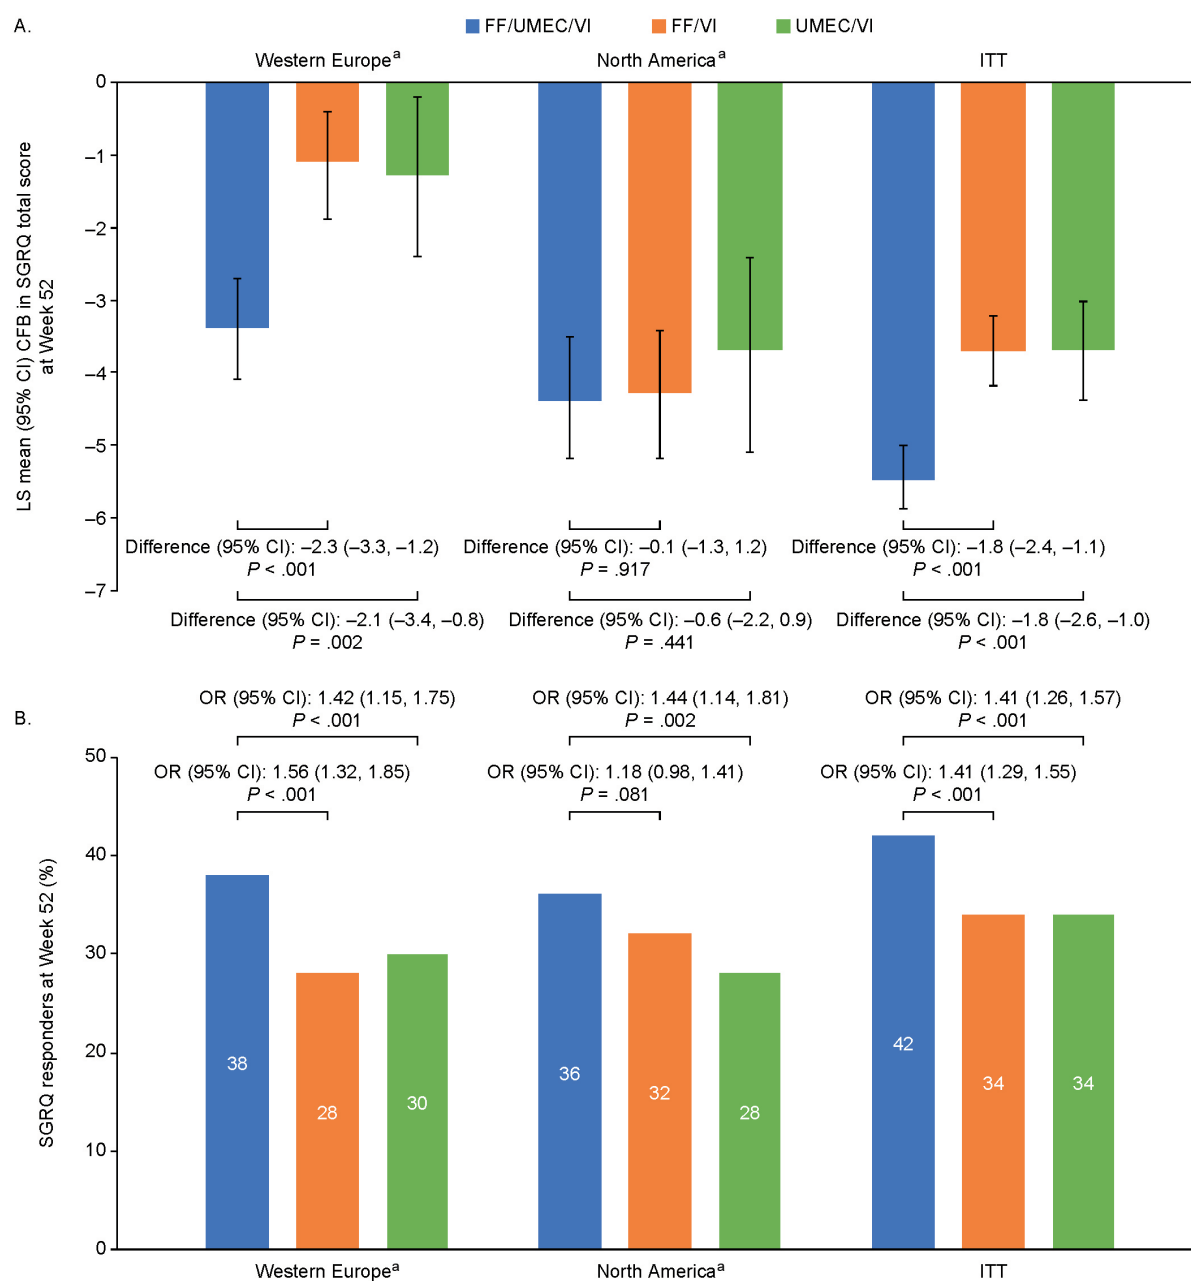 A.
FF/UMEC/VI FF/VI UMEC/VI
Western Europeᵃ North Americaᵃ ITT
LS mean (95% CI) CFB in SGRQ total score
at Week 52
0
–1
–2
–3
–4
–5
–6
–7
Difference (95% CI): –2.3 (–3.3, –1.2) Difference (95% CI): –0.1 (–1.3, 1.2) Difference (95% CI): –1.8 (–2.4, –1.1)
P < .001 P = .917 P < .001
Difference (95% CI): –2.1 (–3.4, –0.8) Difference (95% CI): –0.6 (–2.2, 0.9) Difference (95% CI): –1.8 (–2.6, –1.0)
P = .002 P = .441 P < .001
B.
OR (95% CI): 1.42 (1.15, 1.75) OR (95% CI): 1.44 (1.14, 1.81) OR (95% CI): 1.41 (1.26, 1.57)
P < .001 P = .002 P < .001
OR (95% CI): 1.56 (1.32, 1.85) OR (95% CI): 1.18 (0.98, 1.41) OR (95% CI): 1.41 (1.29, 1.55)
P < .001 P = .081 P < .001
SGRQ responders at Week 52 (%)
50
40
30
20
10
0
38 28 30 36 32 28 42 34 34
Western Europeᵃ North Americaᵃ ITT